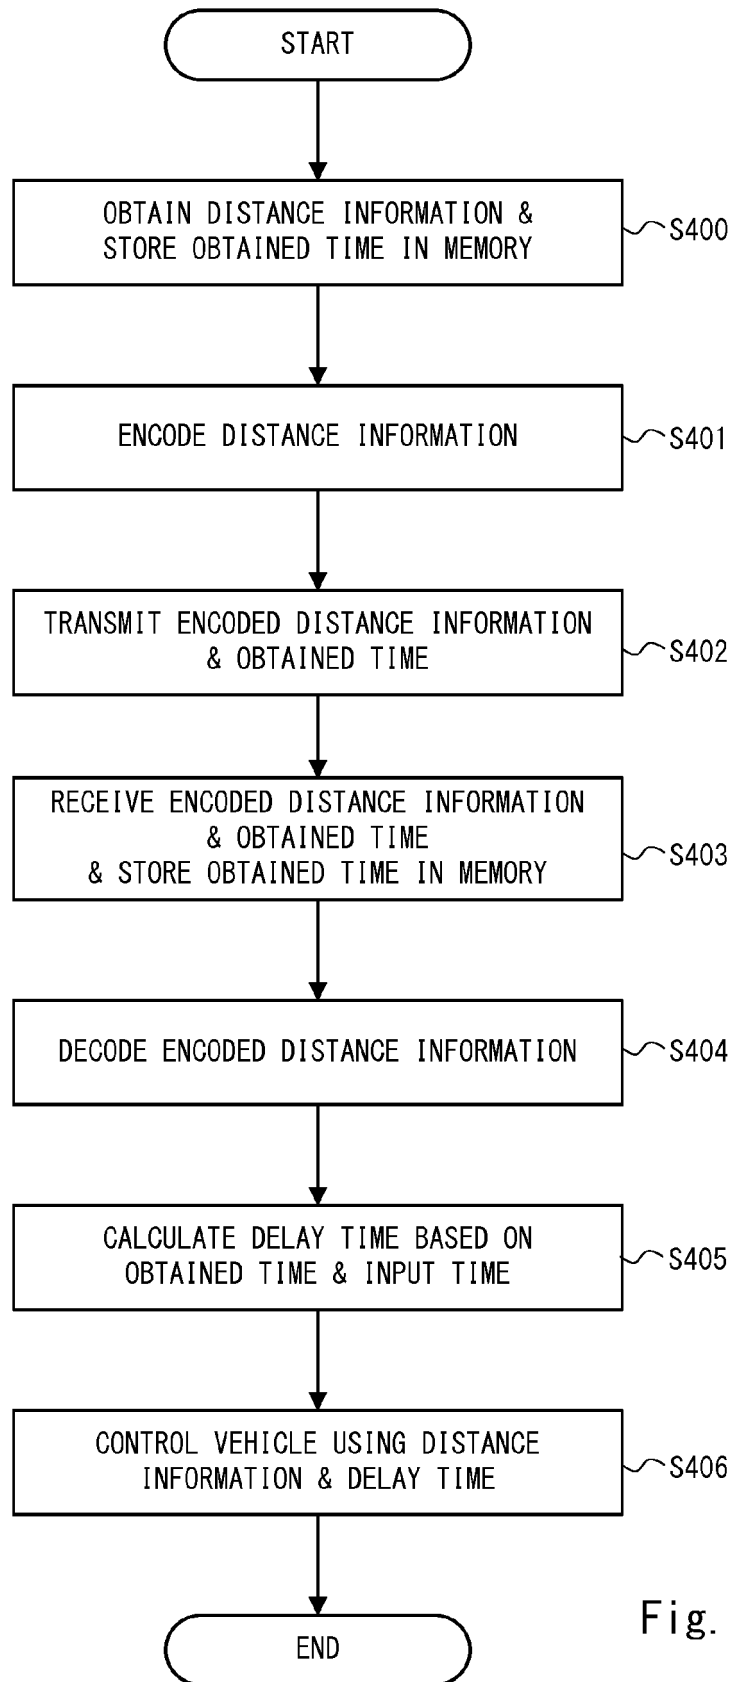 START
OBTAIN DISTANCE INFORMATION &
STORE OBTAINED TIME IN MEMORY
S400
ENCODE DISTANCE INFORMATION
S401
TRANSMIT ENCODED DISTANCE INFORMATION
& OBTAINED TIME
S402
RECEIVE ENCODED DISTANCE INFORMATION
& OBTAINED TIME
& STORE OBTAINED TIME IN MEMORY
S403
DECODE ENCODED DISTANCE INFORMATION
S404
CALCULATE DELAY TIME BASED ON
OBTAINED TIME & INPUT TIME
S405
CONTROL VEHICLE USING DISTANCE
INFORMATION & DELAY TIME
S406
END
Fig.